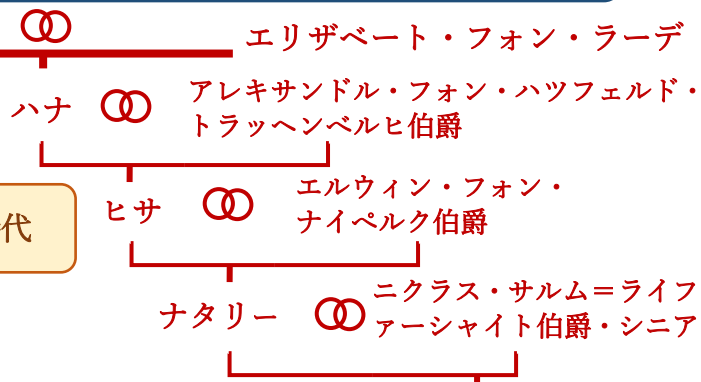 エリザベート・フォン・ラーデ
ハナ
アレキサンドル・フォン・ハツフェルド・
トラッヘンベルヒ伯爵
ヒサ
エルウィン・フォン・
ナイペルク伯爵
代
ナタリー
ニクラス・サルム＝ライフ
ァーシャイト伯爵・シニア